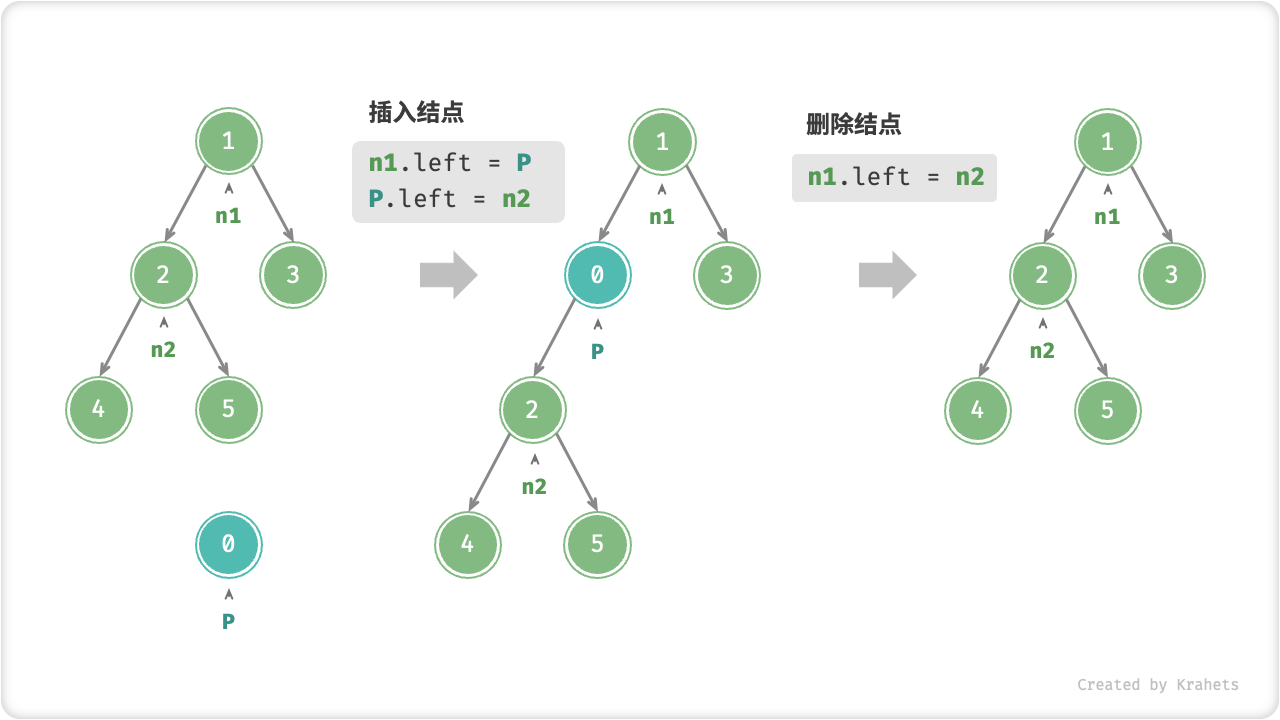 1
n1
2
3
n2
4
5
0
P
插入结点
n1.left = P
P.left = n2
1
n1
0
3
P
2
n2
4
5
删除结点
n1.left = n2
1
n1
2
3
n2
4
5
Created by Krahets